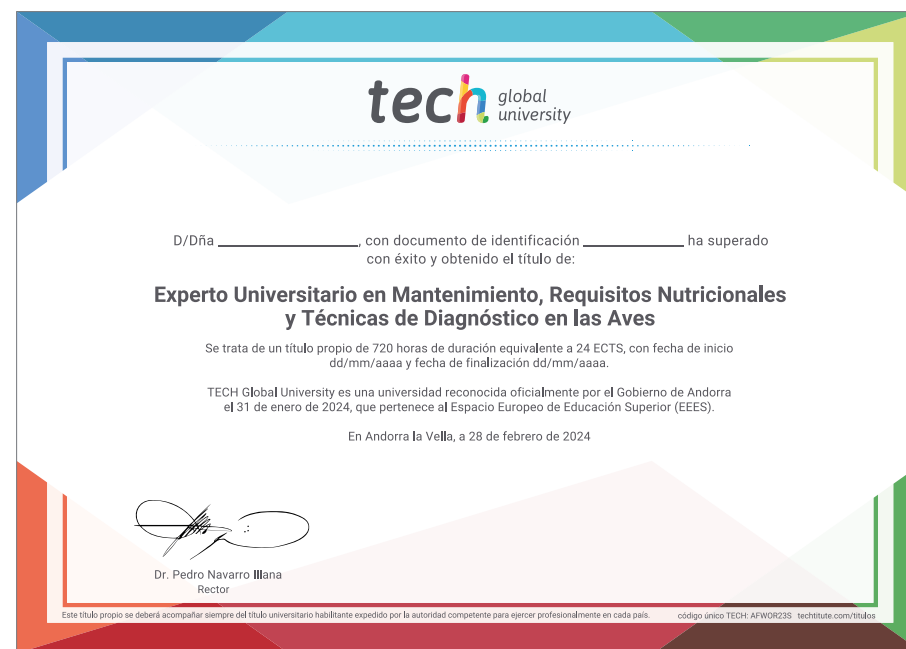 tech global university
D/Dña ______________, con documento de identificación ______________ ha superado
con éxito y obtenido el título de:
Experto Universitario en Mantenimiento, Requisitos Nutricionales
y Técnicas de Diagnóstico en las Aves
Se trata de un título propio de 720 horas de duración equivalente a 24 ECTS, con fecha de inicio
dd/mm/aaaa y fecha de finalización dd/mm/aaaa.
TECH Global University es una universidad reconocida oficialmente por el Gobierno de Andorra
el 31 de enero de 2024, que pertenece al Espacio Europeo de Educación Superior (EEES).
En Andorra la Vella, a 28 de febrero de 2024
Dr. Pedro Navarro Illana
Rector
Este título propio se deberá acompañar siempre del título universitario habilitante expedido por la autoridad competente para ejercer profesionalmente en cada país. código único TECH: AFWOR23S techtitute.com/titulos